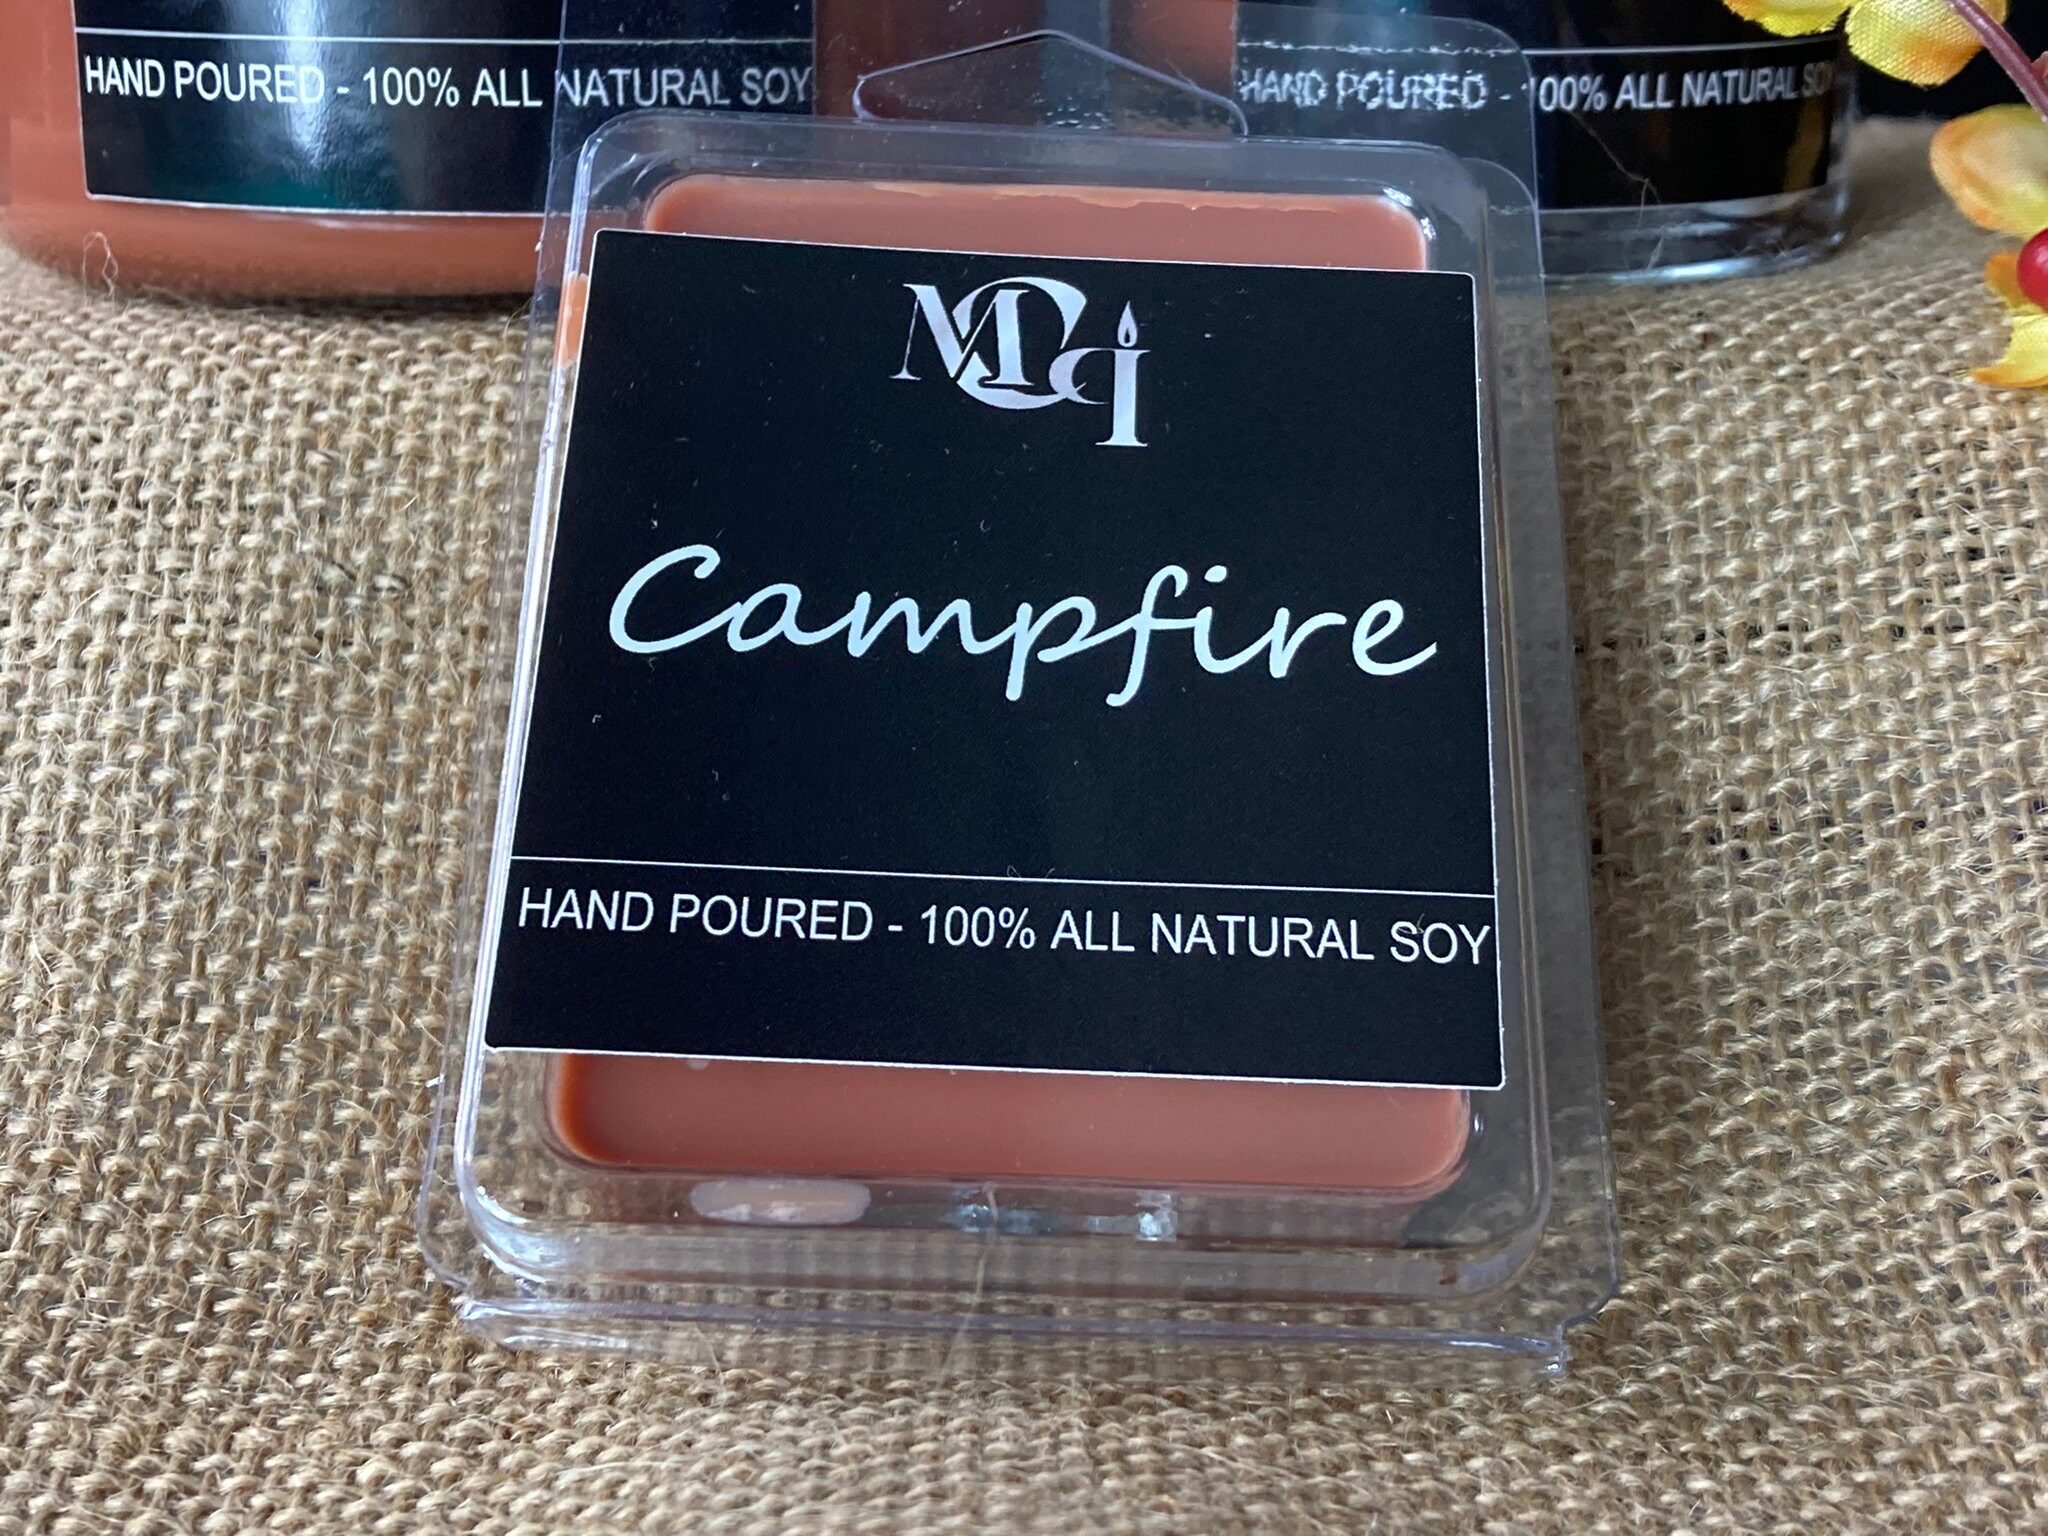 HAND POURED - 100% ALL NATURAL SOY
HAND POURED - 100% ALL NATURAL SOY
Campfire
HAND POURED - 100% ALL NATURAL SOY